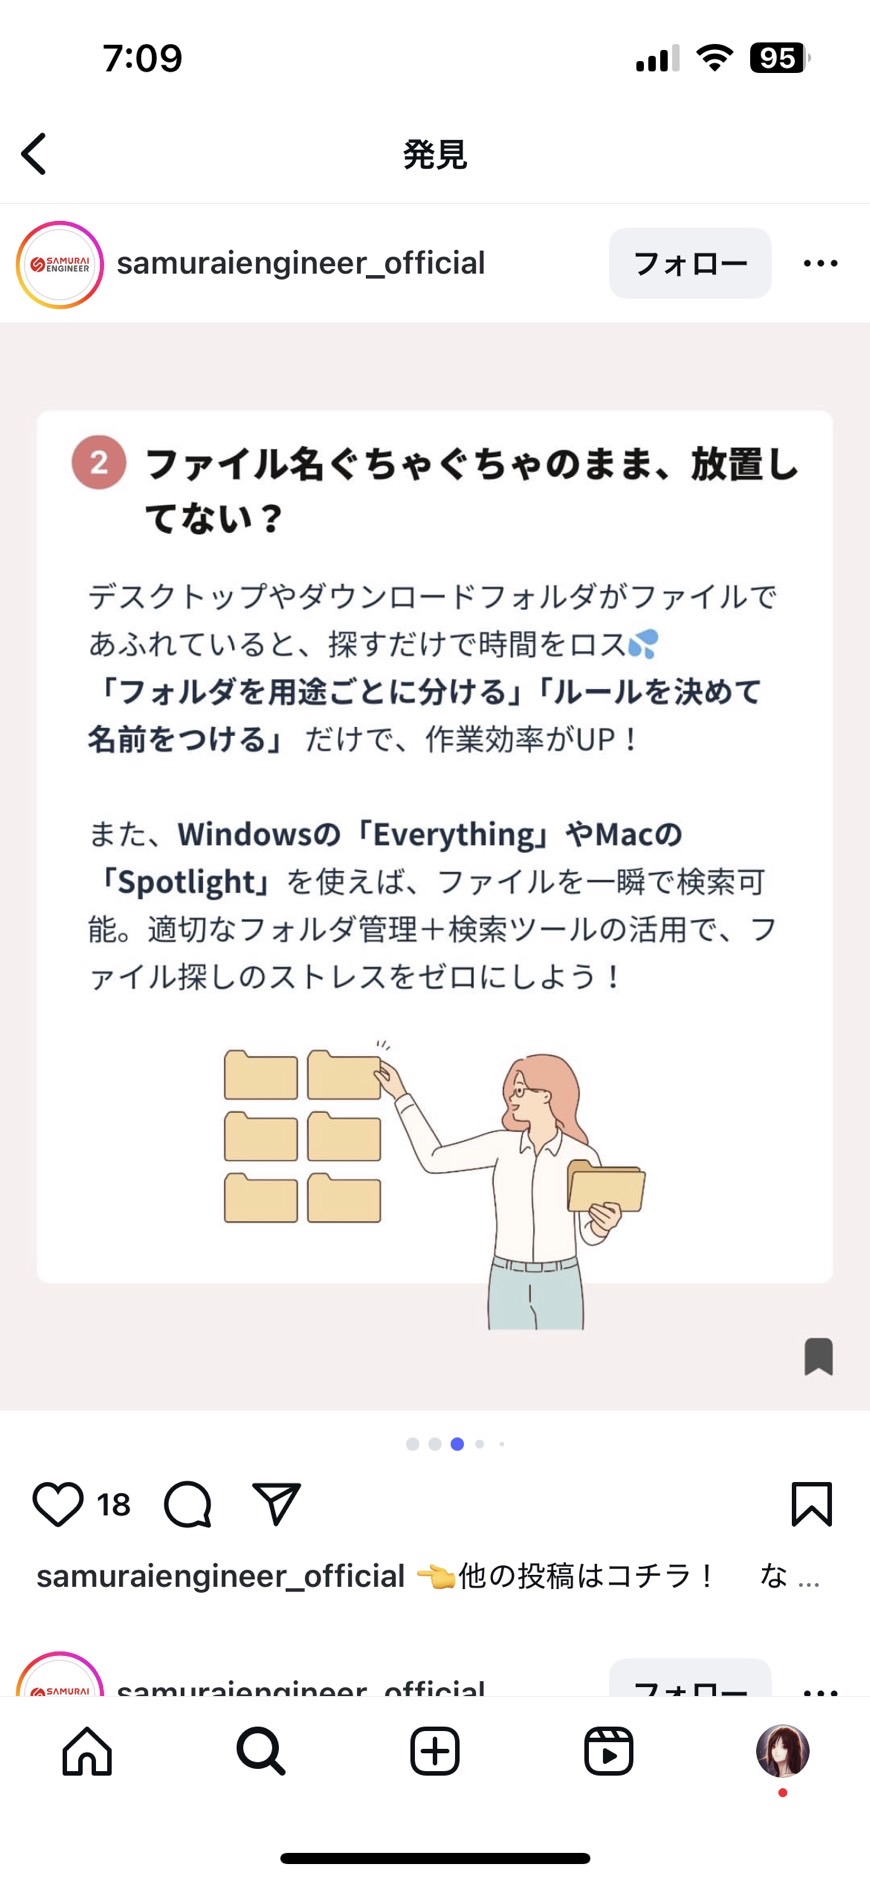 7:09
95
発見
SAMURAI
ENGINEER
samuraiengineer_official
フォロー
2
ファイル名ぐちゃぐちゃのまま、放置し
てない？
デスクトップやダウンロードフォルダがファイルで
あふれていると、探すだけで時間をロス💦
「フォルダを用途ごとに分ける」「ルールを決めて
名前をつける」 だけで、作業効率がUP！
また、Windowsの「Everything」やMacの
「Spotlight」を使えば、ファイルを一瞬で検索可
能。適切なフォルダ管理＋検索ツールの活用で、フ
ァイル探しのストレスをゼロにしよう！
18
samuraiengineer_official 👈他の投稿はコチラ！ な ...
SAMURAI
samuraiengineer_official
フォロー